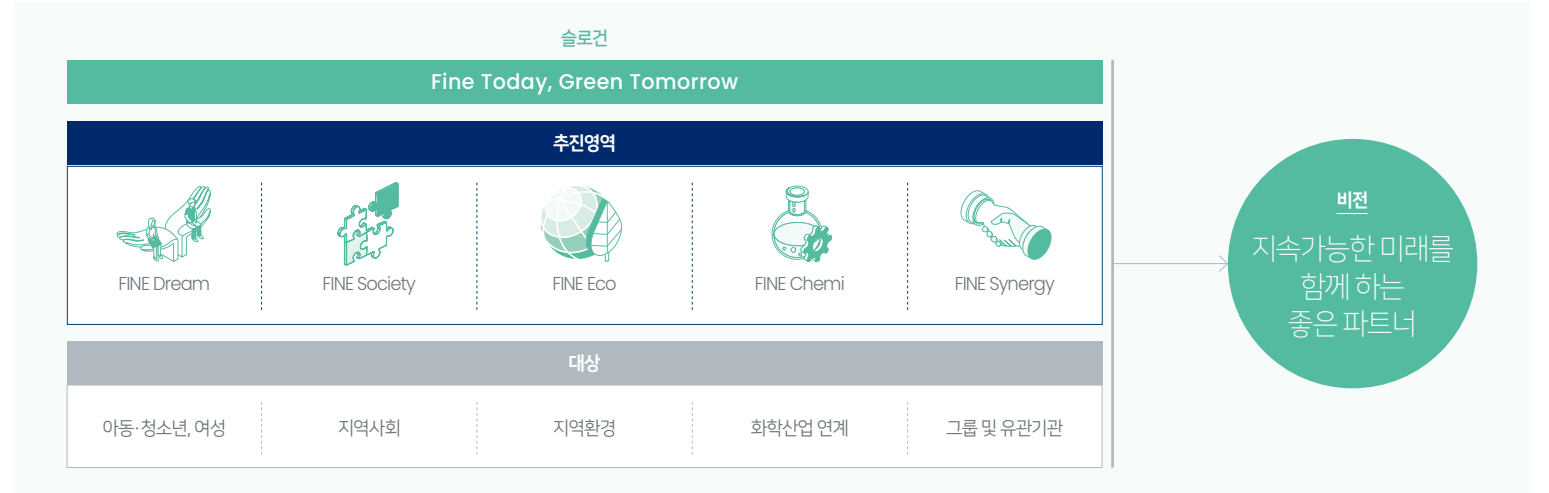 슬로건
Fine Today, Green Tomorrow
추진영역
FINE Dream
FINE Society
FINE Eco
FINE Chemi
FINE Synergy
대상
아동·청소년, 여성
지역사회
지역환경
화학산업 연계
그룹 및 유관기관
비전
지속가능한 미래를
함께 하는
좋은 파트너